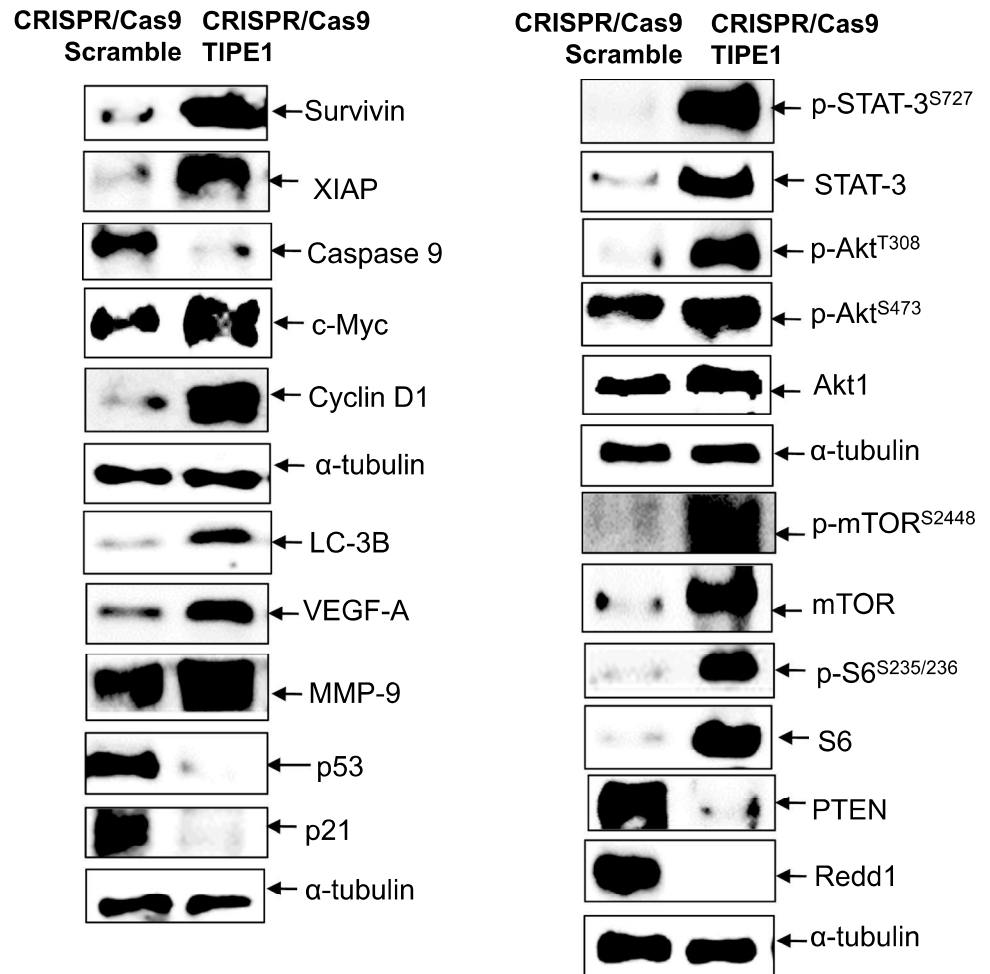 CRISPR/Cas9 CRISPR/Cas9
Scramble TIPE1
Survivin
XIAP
Caspase 9
c-Myc
Cyclin D1
α-tubulin
LC-3B
VEGF-A
MMP-9
p53
p21
α-tubulin
CRISPR/Cas9 CRISPR/Cas9
Scramble TIPE1
p-STAT-3S727
STAT-3
p-AktT308
p-AktS473
Akt1
α-tubulin
p-mTORS2448
mTOR
p-S6S235/236
S6
PTEN
Redd1
α-tubulin